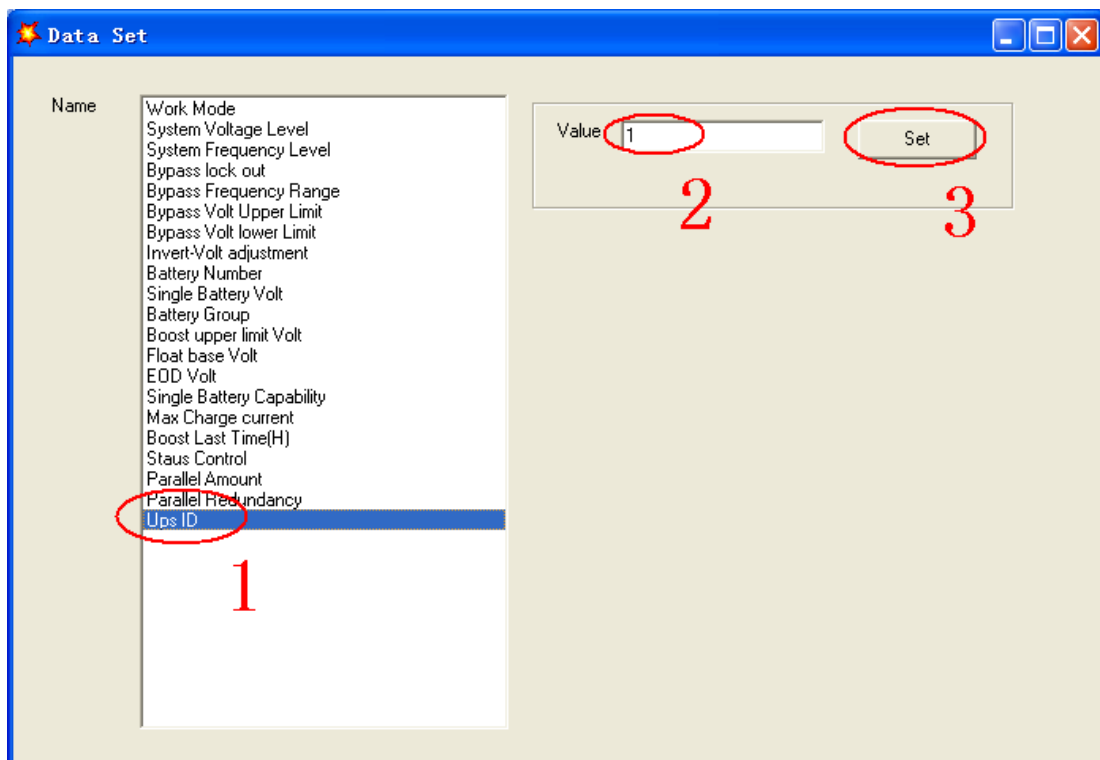 Data Set
Name
Work Mode
System Voltage Level
System Frequency Level
Bypass lock out
Bypass Frequency Range
Bypass Volt Upper Limit
Bypass Volt lower Limit
Invert-Volt adjustment
Battery Number
Single Battery Volt
Battery Group
Boost upper limit Volt
Float base Volt
EOD Volt
Single Battery Capability
Max Charge current
Boost Last Time(H)
Staus Control
Parallel Amount
Parallel Redundancy
Ups ID
1
Value 1
Set
2
3